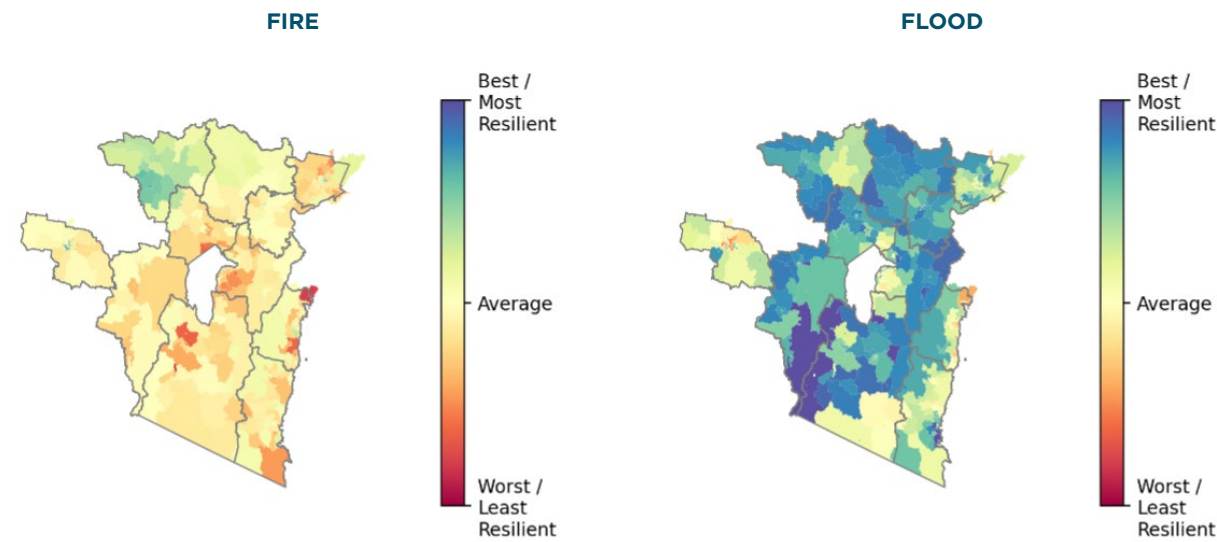 FIRE
FLOOD
Best /
Most
Resilient
Average
Worst /
Least
Resilient
Best /
Most
Resilient
Average
Worst /
Least
Resilient